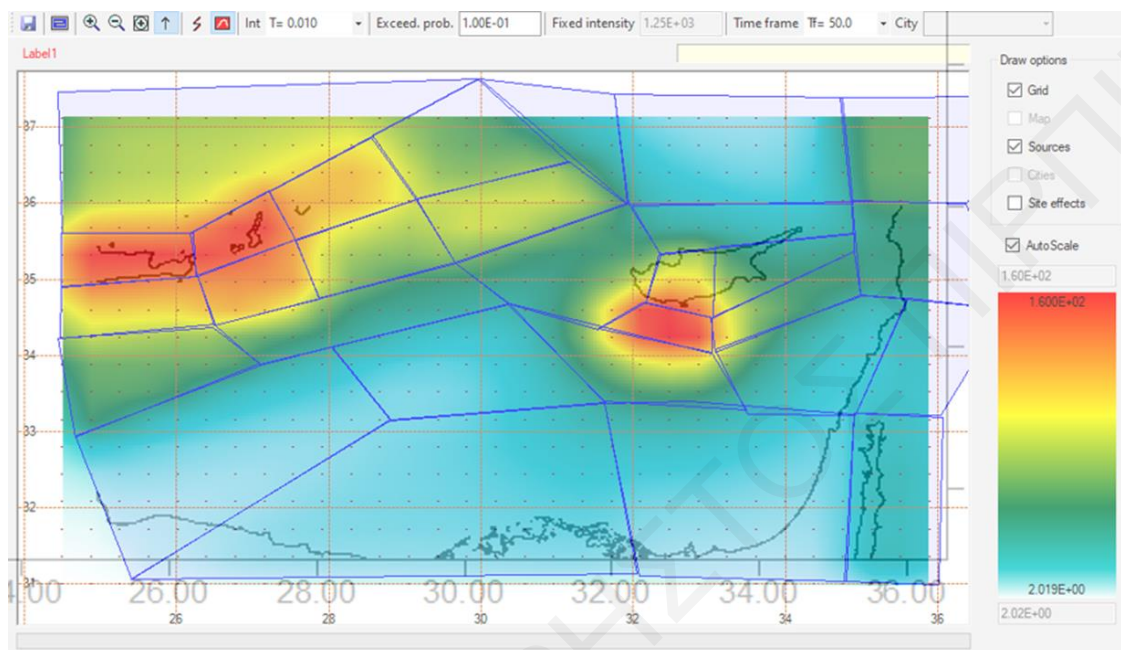 Int T= 0.010 Exceed. prob. 1.00E-01 Fixed intensity 1.25E+03 Time frame Tf= 50.0 City
Label1
Draw options
Grid
Map
Sources
Cities
Site effects
AutoScale
1.60E+02
1.600E+02
2.019E+00
2.02E+00
37
36
35
34
33
32
31
26.00 28.00 30.00 32.00 34.00 36.00
26 28 30 32 34 36